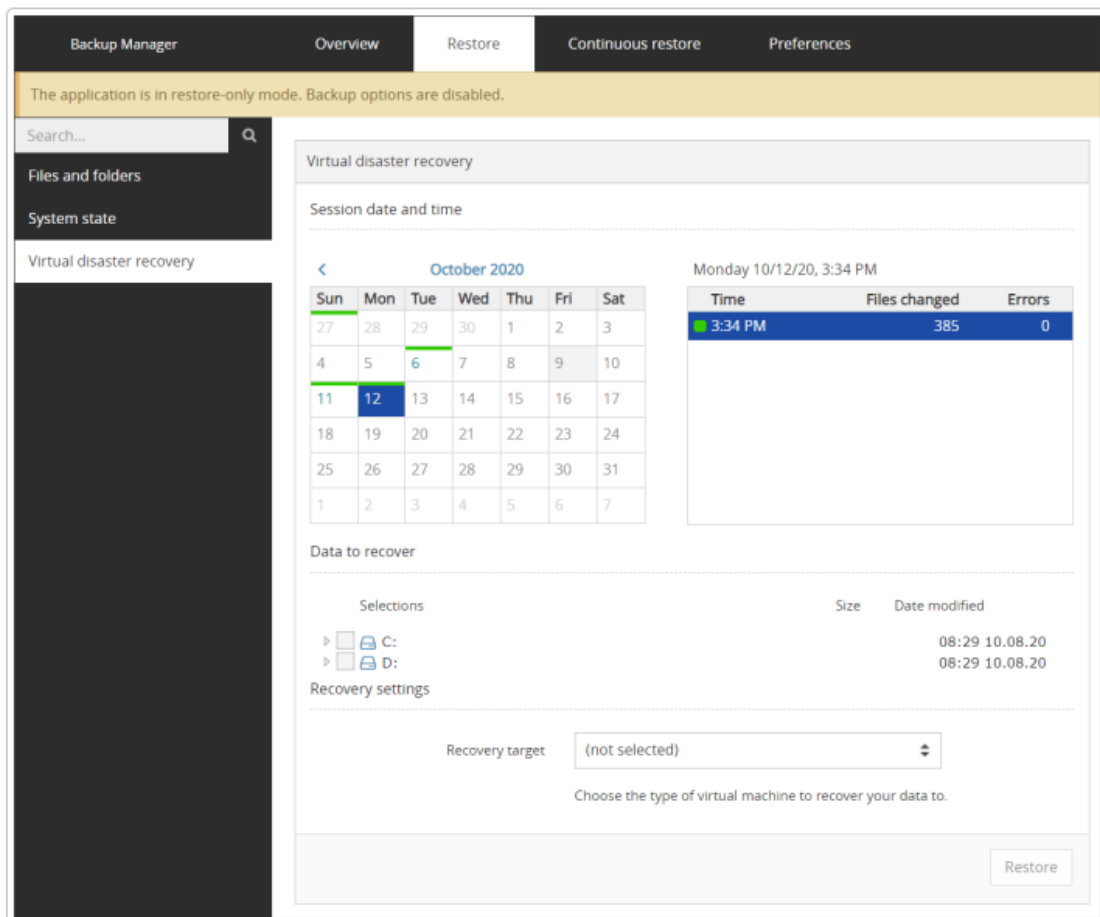 Backup Manager Overview Restore Continuous restore Preferences
The application is in restore-only mode. Backup options are disabled.
Search...
Files and folders
System state
Virtual disaster recovery
Virtual disaster recovery
Session date and time
October 2020
Sun Mon Tue Wed Thu Fri Sat
27 28 29 30 1 2 3
4 5 6 7 8 9 10
11 12 13 14 15 16 17
18 19 20 21 22 23 24
25 26 27 28 29 30 31
1 2 3 4 5 6 7
Monday 10/12/20, 3:34 PM
Time Files changed Errors
3:34 PM 385 0
Data to recover
Selections Size Date modified
C: 08:29 10.08.20
D: 08:29 10.08.20
Recovery settings
Recovery target (not selected)
Choose the type of virtual machine to recover your data to.
Restore